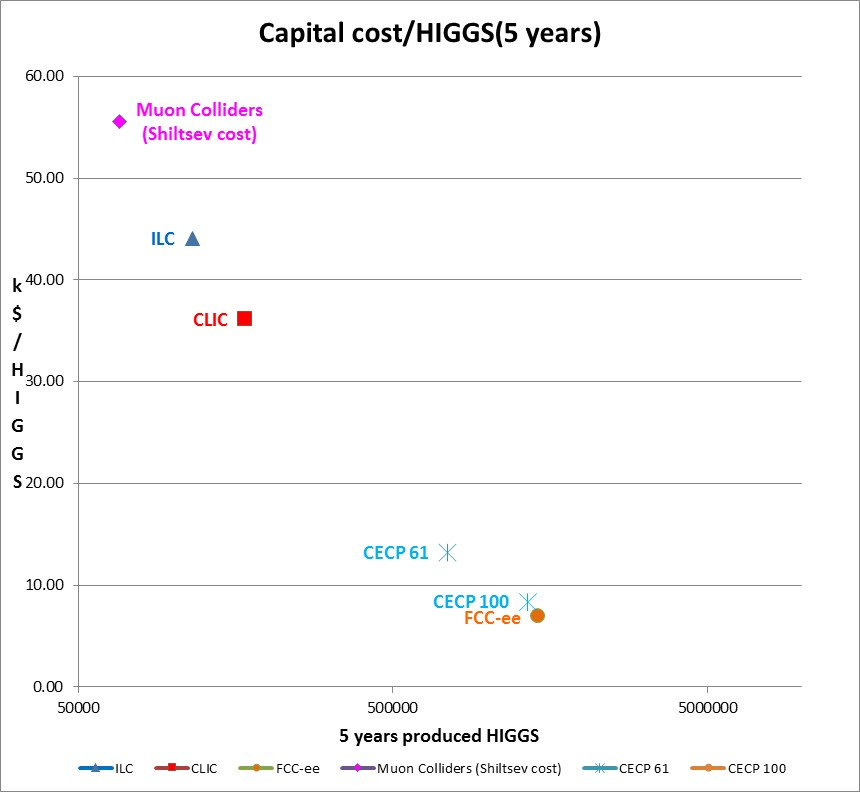 Capital cost/HIGGS(5 years)
60.00
Muon Colliders
(Shiltsev cost)
50.00
ILC
40.00
CLIC
k
$
/
H
I
G
G
S
30.00
20.00
CECP 61
10.00
CECP 100
FCC-ee
0.00
50000 500000 5000000
5 years produced HIGGS
ILC CLIC FCC-ee Muon Colliders (Shiltsev cost) CECP 61 CECP 100